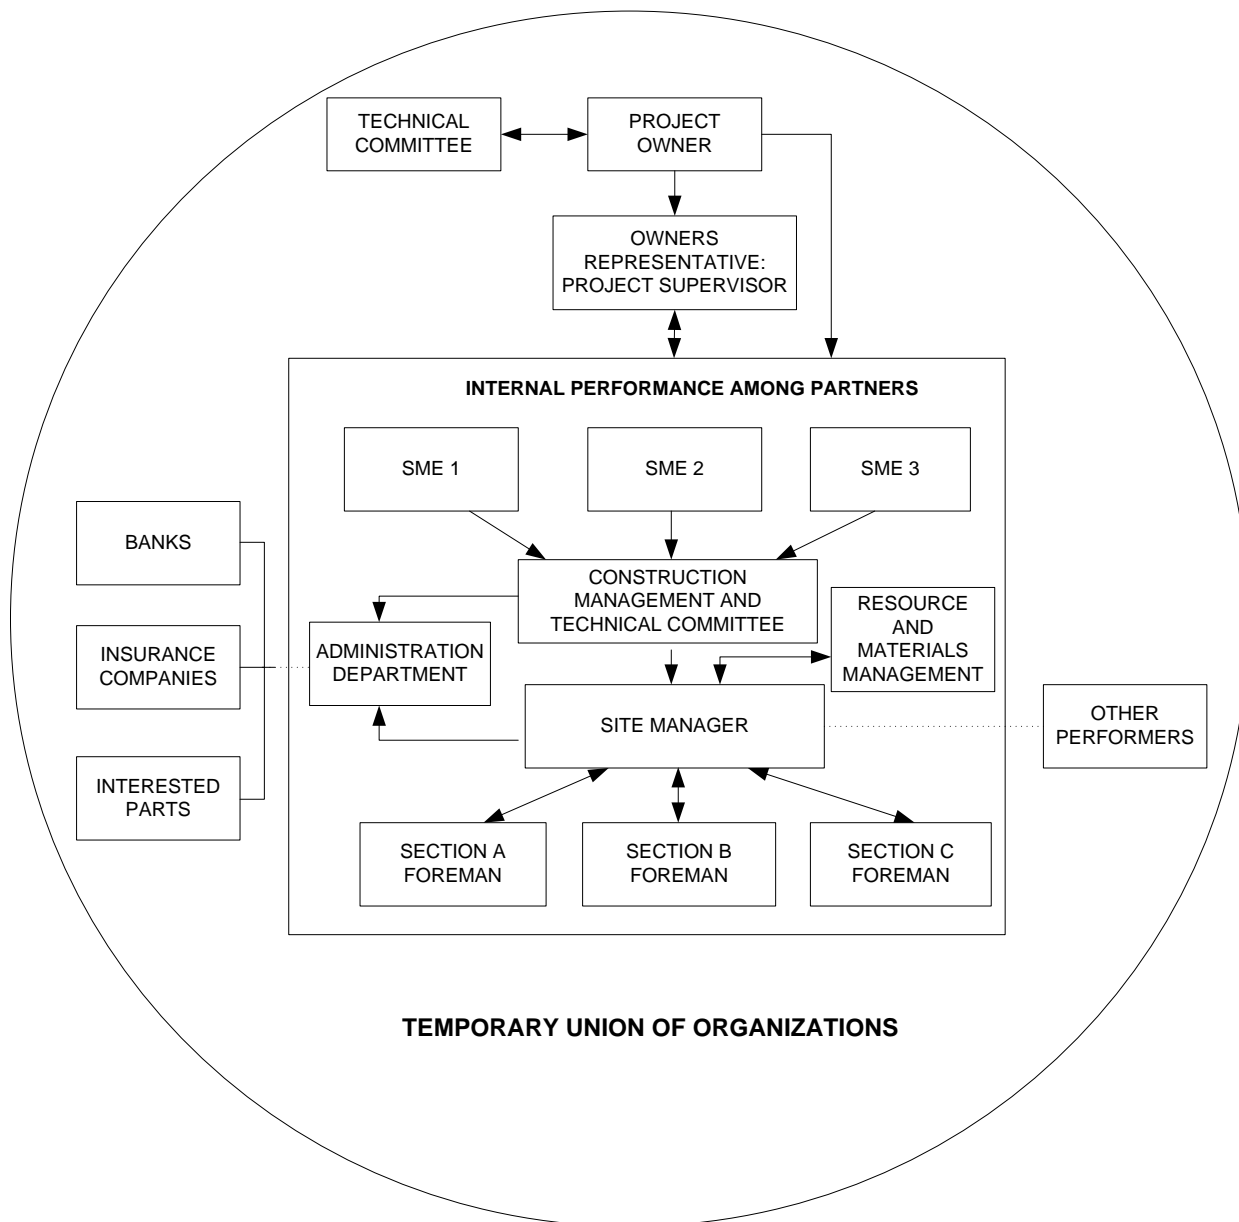 TECHNICAL
COMMITTEE
PROJECT
OWNER
OWNERS
REPRESENTATIVE:
PROJECT SUPERVISOR
INTERNAL PERFORMANCE AMONG PARTNERS
SME 1
SME 2
SME 3
BANKS
INSURANCE
COMPANIES
INTERESTED
PARTS
ADMINISTRATION
DEPARTMENT
CONSTRUCTION
MANAGEMENT AND
TECHNICAL COMMITTEE
RESOURCE
AND
MATERIALS
MANAGEMENT
SITE MANAGER
OTHER
PERFORMERS
SECTION A
FOREMAN
SECTION B
FOREMAN
SECTION C
FOREMAN
TEMPORARY UNION OF ORGANIZATIONS